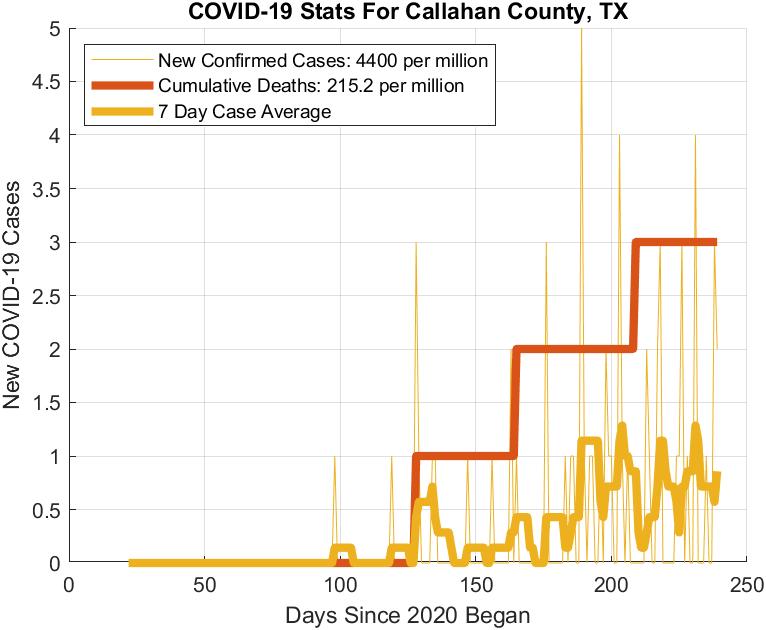 COVID-19 Stats For Callahan County, TX
New Confirmed Cases: 4400 per million
Cumulative Deaths: 215.2 per million
7 Day Case Average
New COVID-19 Cases
5
4.5
4
3.5
3
2.5
2
1.5
1
0.5
0
0 50 100 150 200 250
Days Since 2020 Began